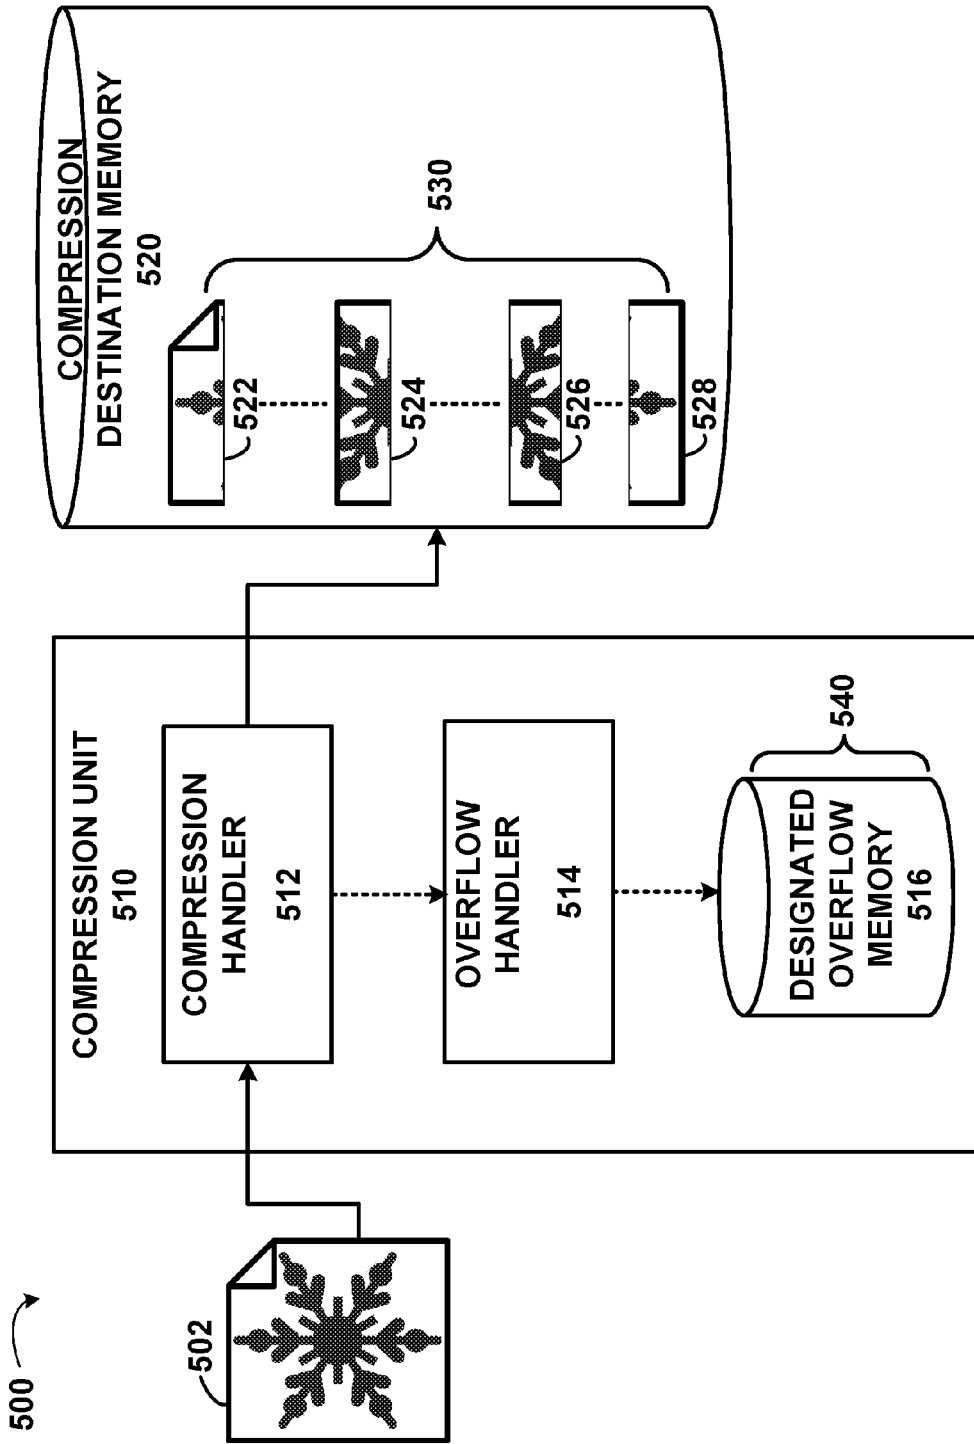 500
502
COMPRESSION UNIT
510
COMPRESSION
HANDLER
512
OVERFLOW
HANDLER
514
DESIGNATED
OVERFLOW
MEMORY
516
540
COMPRESSION
DESTINATION MEMORY
520
522
524
526
528
530